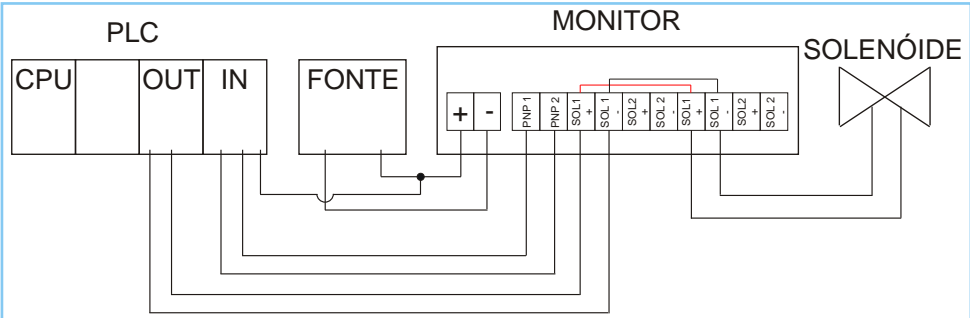 MONITOR
PLC
SOLENÓIDE
CPU OUT IN FONTE
+ - PNP 1 PNP 2 SOL1 + SOL 1 - SOL2 + SOL 2 - SOL1 + SOL 1 - SOL2 + SOL 2 -